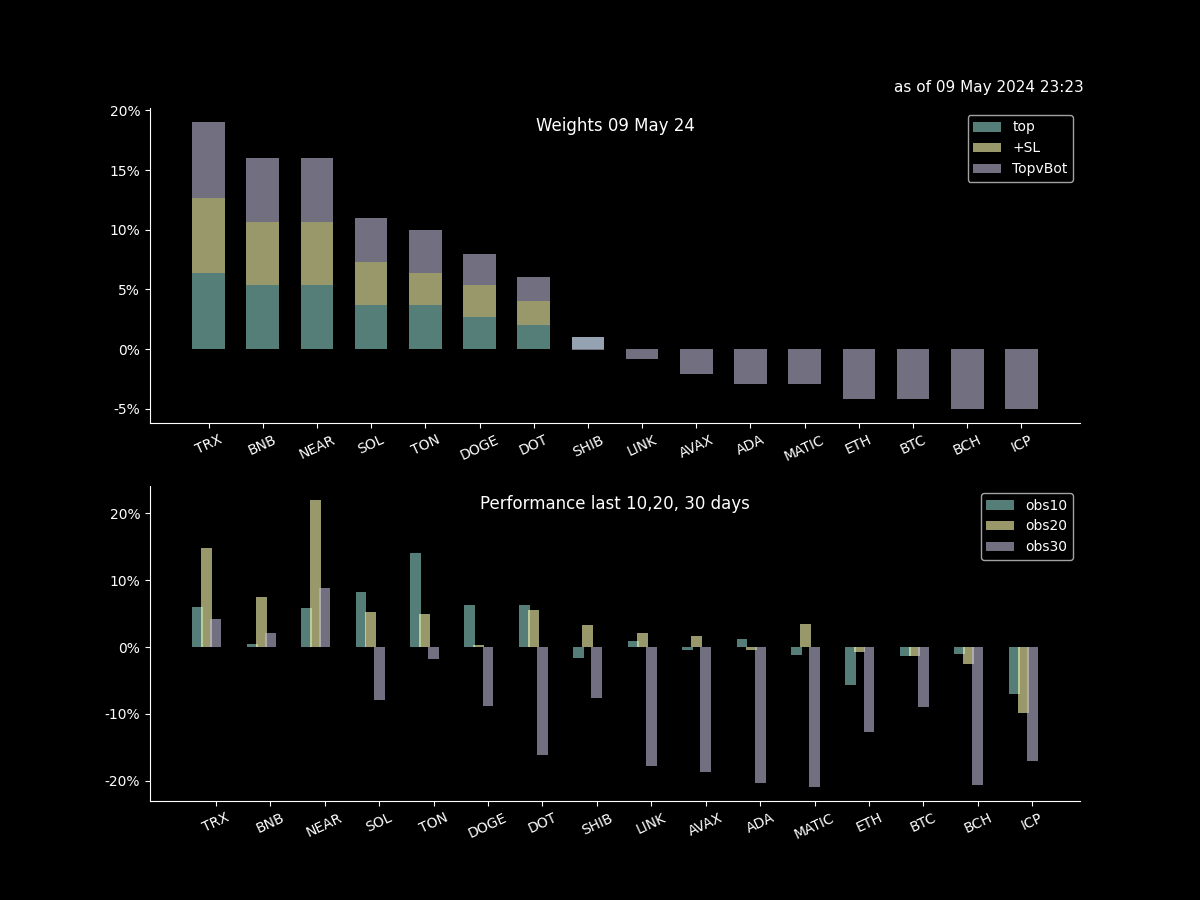 as of 09 May 2024 23:23
Weights 09 May 24
top
+SL
TopvBot
20%
15%
10%
5%
0%
-5%
TRX BNB NEAR SOL TON DOGE DOT SHIB LINK AVAX ADA MATIC ETH BTC BCH ICP
Performance last 10,20, 30 days
obs10
obs20
obs30
20%
10%
0%
-10%
-20%
TRX BNB NEAR SOL TON DOGE DOT SHIB LINK AVAX ADA MATIC ETH BTC BCH ICP